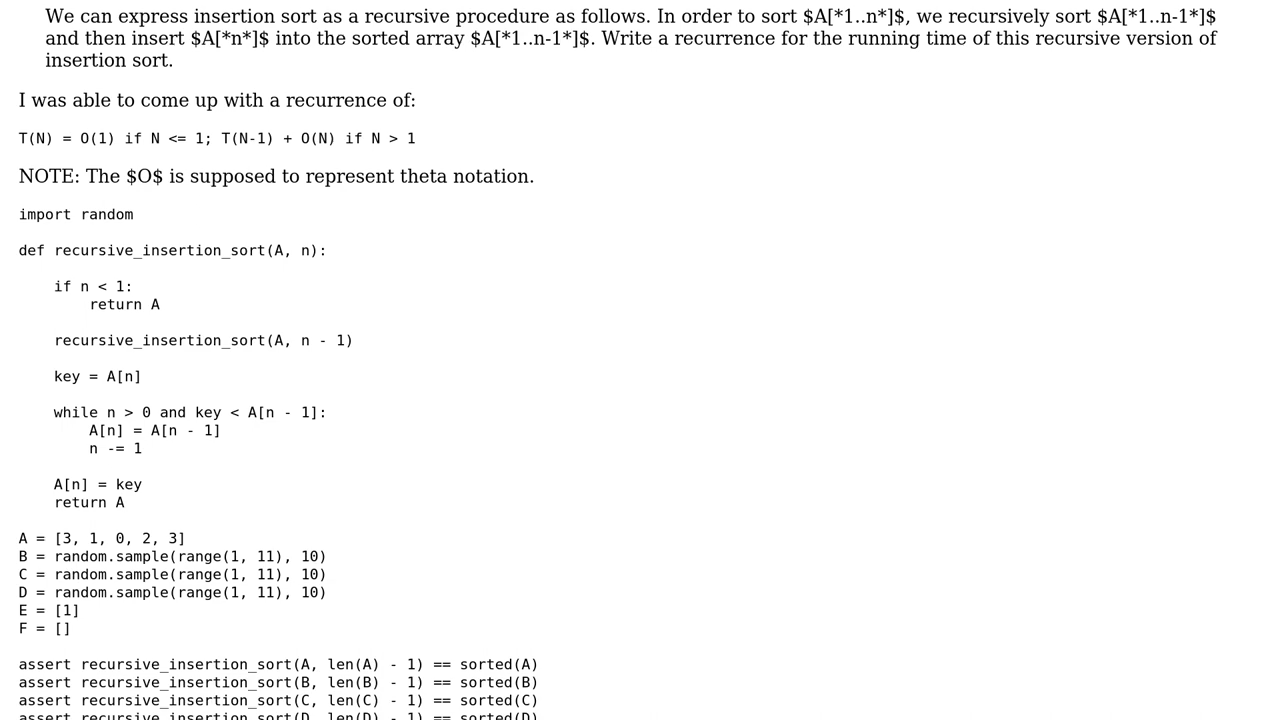 We can express insertion sort as a recursive procedure as follows. In order to sort $A[*1..n*]$, we recursively sort $A[*1..n-1*]$
and then insert $A[*n*]$ into the sorted array $A[*1..n-1*]$. Write a recurrence for the running time of this recursive version of
insertion sort.
I was able to come up with a recurrence of:
T(N) = O(1) if N <= 1; T(N-1) + O(N) if N > 1
NOTE: The $O$ is supposed to represent theta notation.
import random
def recursive_insertion_sort(A, n):
    if n < 1:
        return A
    recursive_insertion_sort(A, n - 1)
    key = A[n]
    while n > 0 and key < A[n - 1]:
        A[n] = A[n - 1]
        n -= 1
    A[n] = key
    return A
A = [3, 1, 0, 2, 3]
B = random.sample(range(1, 11), 10)
C = random.sample(range(1, 11), 10)
D = random.sample(range(1, 11), 10)
E = [1]
F = []
assert recursive_insertion_sort(A, len(A) - 1) == sorted(A)
assert recursive_insertion_sort(B, len(B) - 1) == sorted(B)
assert recursive_insertion_sort(C, len(C) - 1) == sorted(C)
assert recursive_insertion_sort(D, len(D) - 1) == sorted(D)